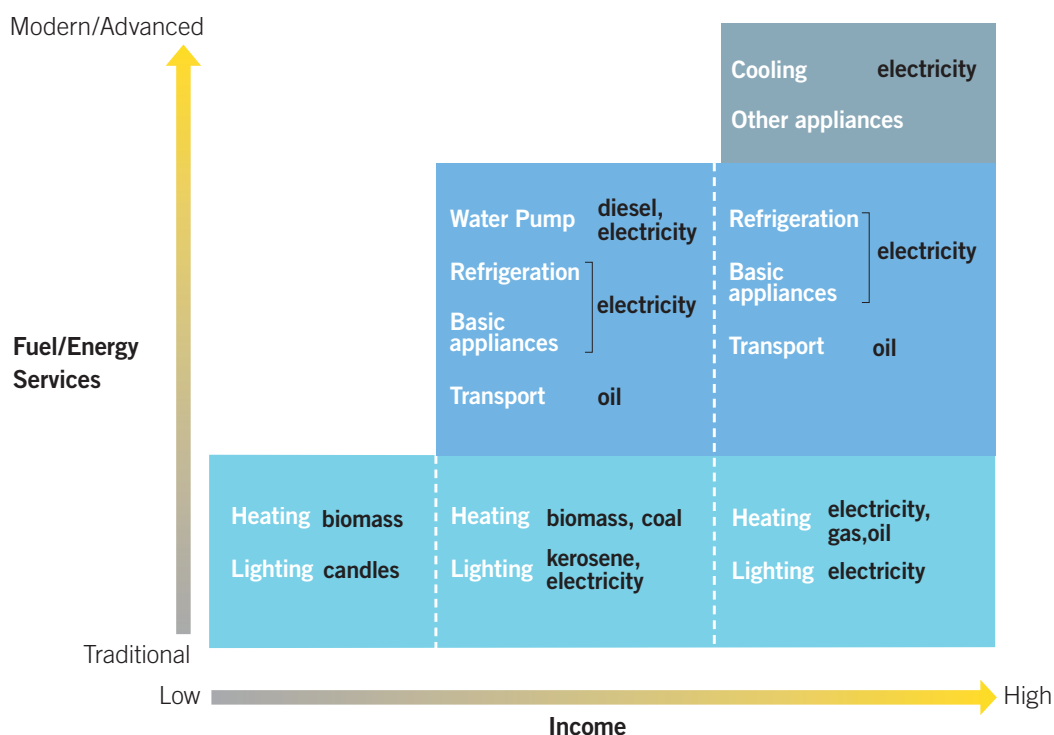 Modern/Advanced
Cooling electricity
Other appliances
Water Pump diesel,
electricity
Refrigeration
electricity
Basic
appliances
Transport oil
Refrigeration
electricity
Basic
appliances
Transport oil
Fuel/Energy
Services
Heating biomass
Lighting candles
Heating biomass, coal
Lighting kerosene,
electricity
Heating electricity,
gas,oil
Lighting electricity
Traditional
Low
High
Income